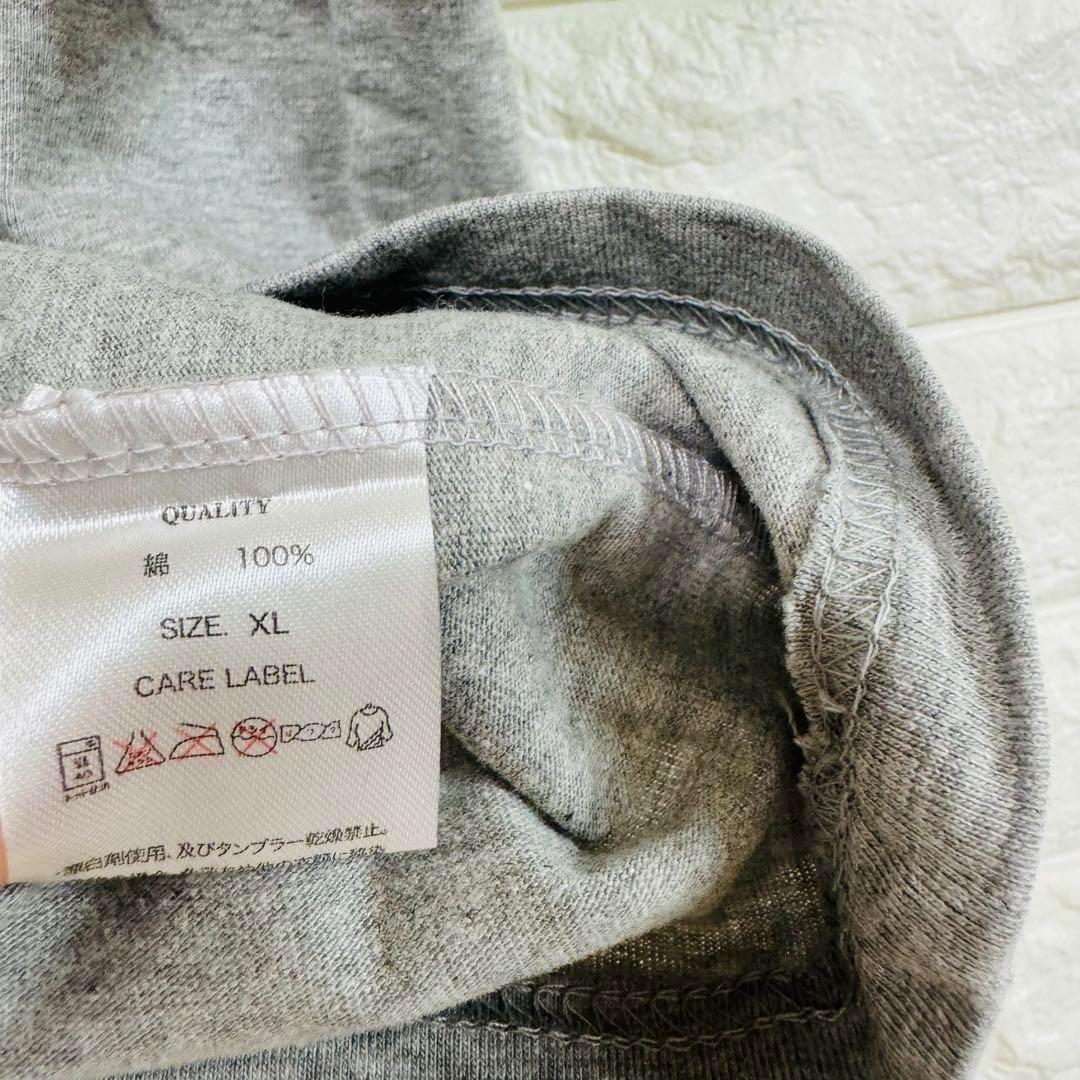 QUALITY
綿 100%
SIZE. XL
CARE LABEL
40
漂白剤使用、及びタンブラー乾燥禁止。